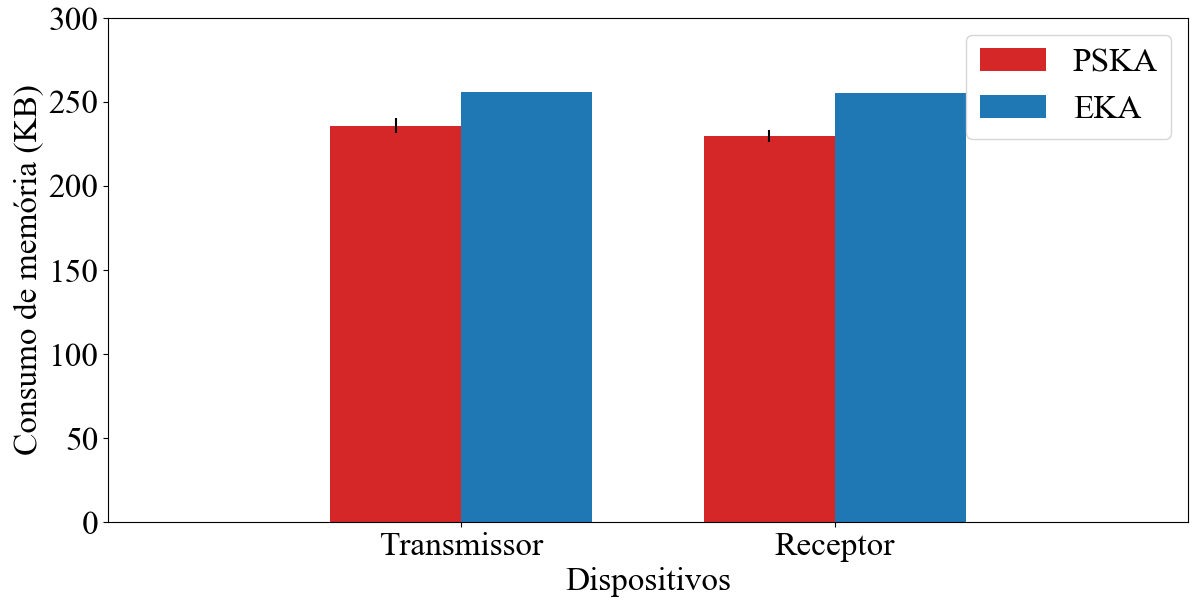 Consumo de memória (KB)
300
250
200
150
100
50
0
PSKA
EKA
Transmissor
Receptor
Dispositivos